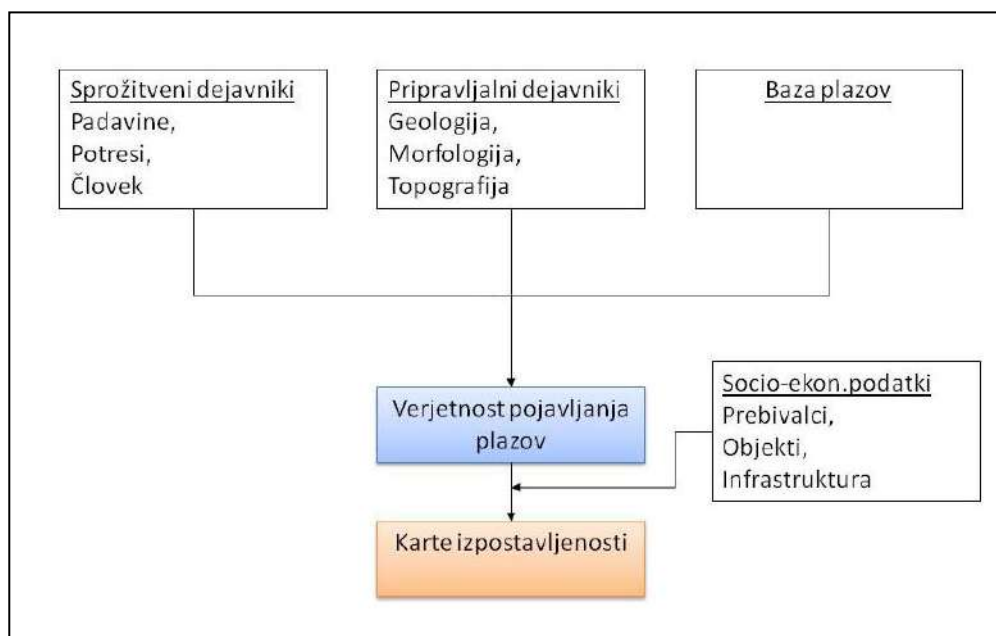 Sprožitveni dejavniki
Padavine,
Potresi,
Človek
Pripravljalni dejavniki
Geologija,
Morfologija,
Topografija
Baza plazov
Verjetnost pojavljanja
plazov
Socio-ekon.podatki
Prebivalci,
Objekti,
Infrastruktura
Karte izpostavljenosti